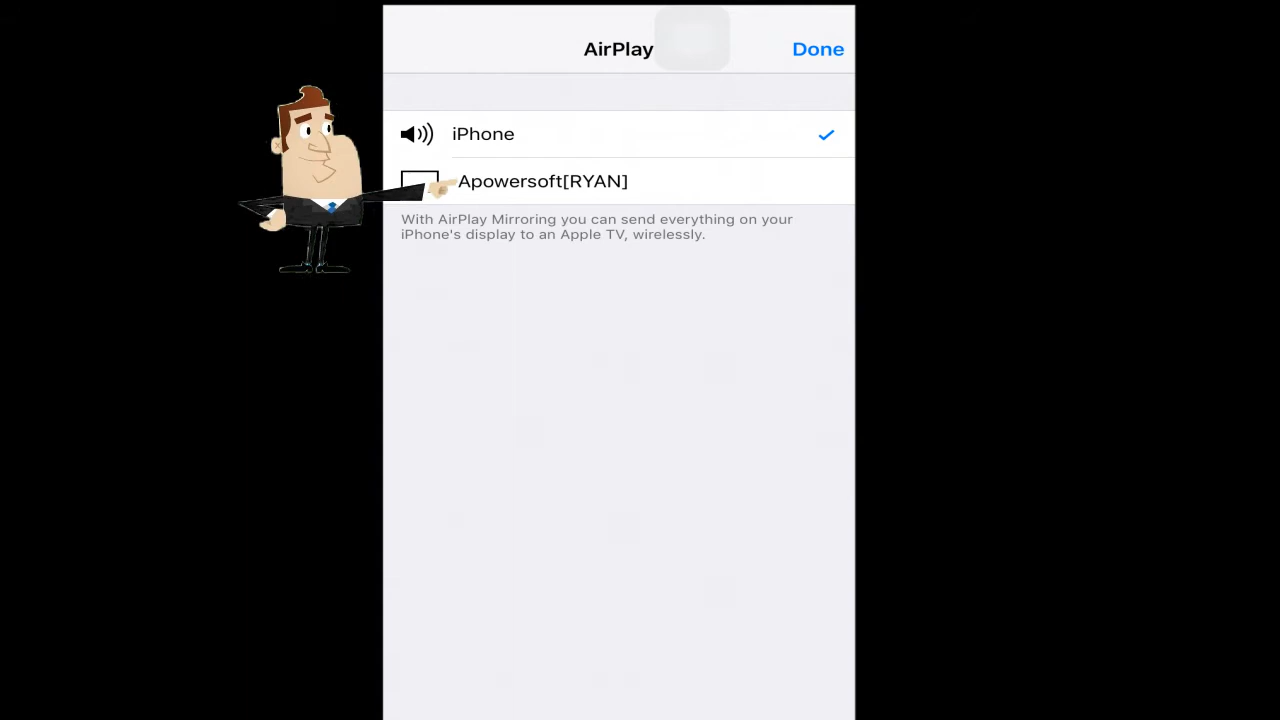 AirPlay
Done
iPhone
Apowersoft[RYAN]
With AirPlay Mirroring you can send everything on your
iPhone's display to an Apple TV, wirelessly.